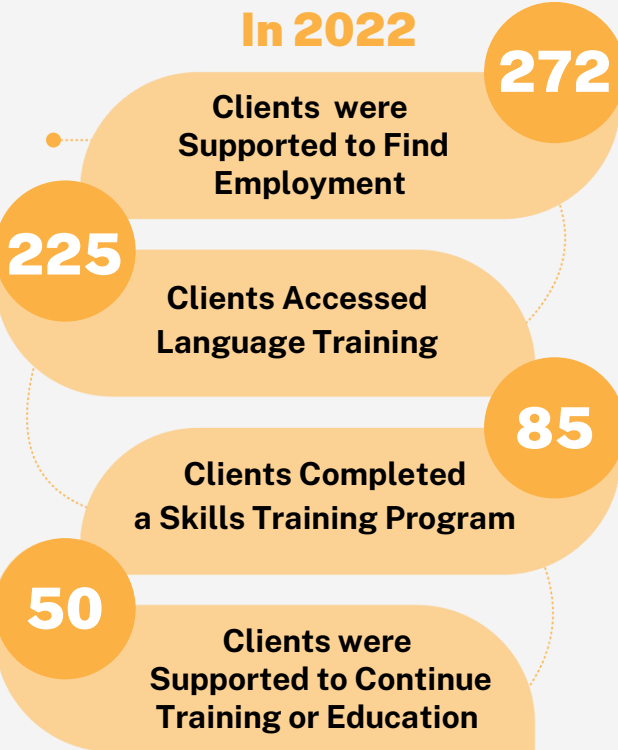 In 2022
272
Clients were
Supported to Find
Employment
225
Clients Accessed
Language Training
85
Clients Completed
a Skills Training Program
50
Clients were
Supported to Continue
Training or Education